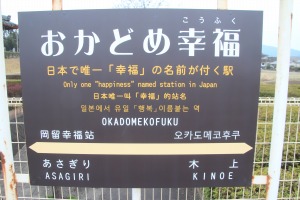 こうふく
おかどめ幸福
日本で唯一「幸福」の名前が付く駅
Only one "happiness" named station in Japan
日本唯一叫「幸福」的站名
일본에서 유일「행복」이름붙는 역
OKADOMEKOFUKU
岡留幸福站 오카도메코후쿠
あさぎり 木上
ASAGIRI KINOE